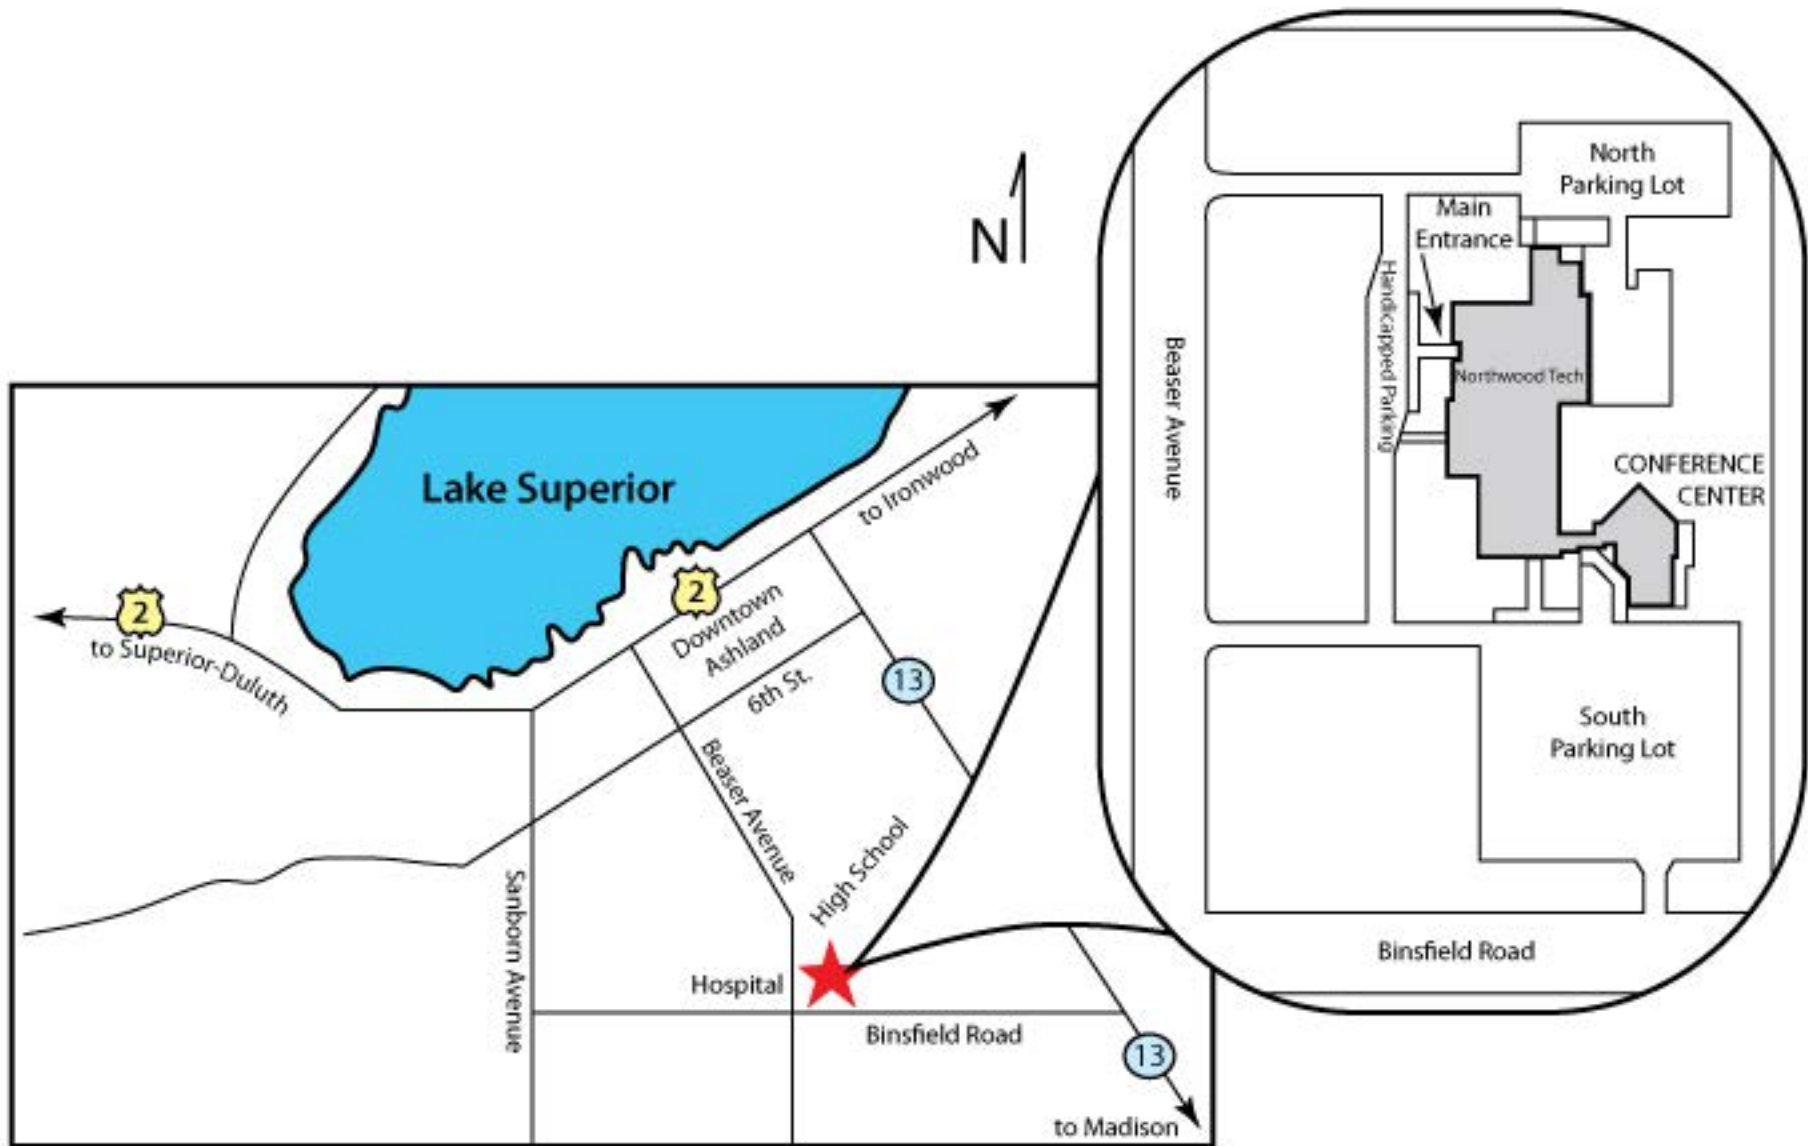 North
Parking Lot
Main
Entrance
N
Handicapped Parking
Beaser Avenue
Northwood Tech
CONFERENCE
CENTER
South
Parking Lot
Binsfield Road
Lake Superior
to Ironwood
2
2
to Superior-Duluth
Downtown
Ashland
6th St.
13
Beaser Avenue
High School
Sanborn Avenue
Hospital
Binsfield Road
13
to Madison